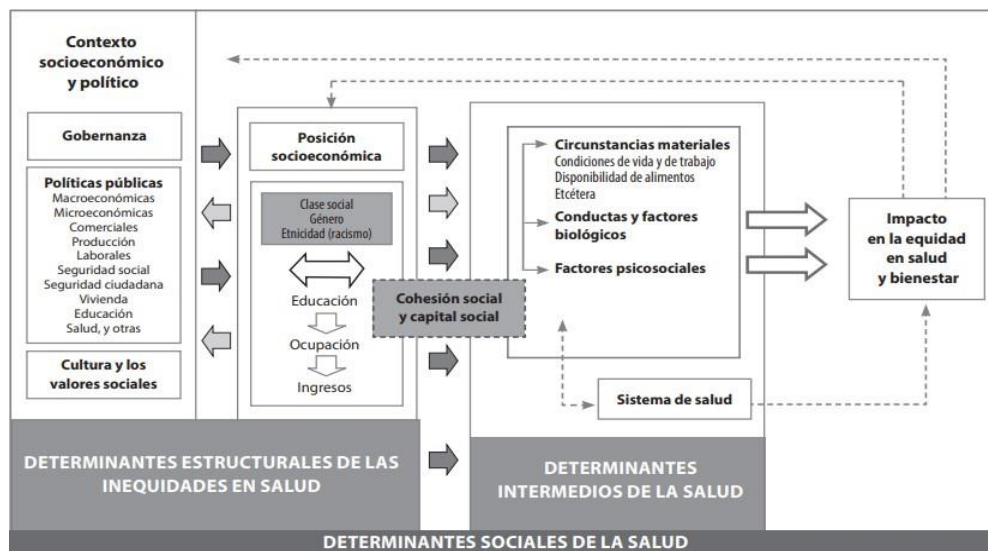 Contexto
socioeconómico
y político
Gobernanza
Políticas públicas
Macroeconómicas
Microeconómicas
Comerciales
Producción
Laborales
Seguridad social
Seguridad ciudadana
Vivienda
Educación
Salud, y otras
Cultura y los
valores sociales
Posición
socioeconómica
Clase social
Género
Etnicidad (racismo)
Educación
Ocupación
Ingresos
Cohesión social
y capital social
Circunstancias materiales
Condiciones de vida y de trabajo
Disponibilidad de alimentos
Etcétera
Conductas y factores
biológicos
Factores psicosociales
Sistema de salud
Impacto
en la equidad
en salud
y bienestar
DETERMINANTES ESTRUCTURALES DE LAS
INEQUIDADES EN SALUD
DETERMINANTES
INTERMEDIOS DE LA SALUD
DETERMINANTES SOCIALES DE LA SALUD